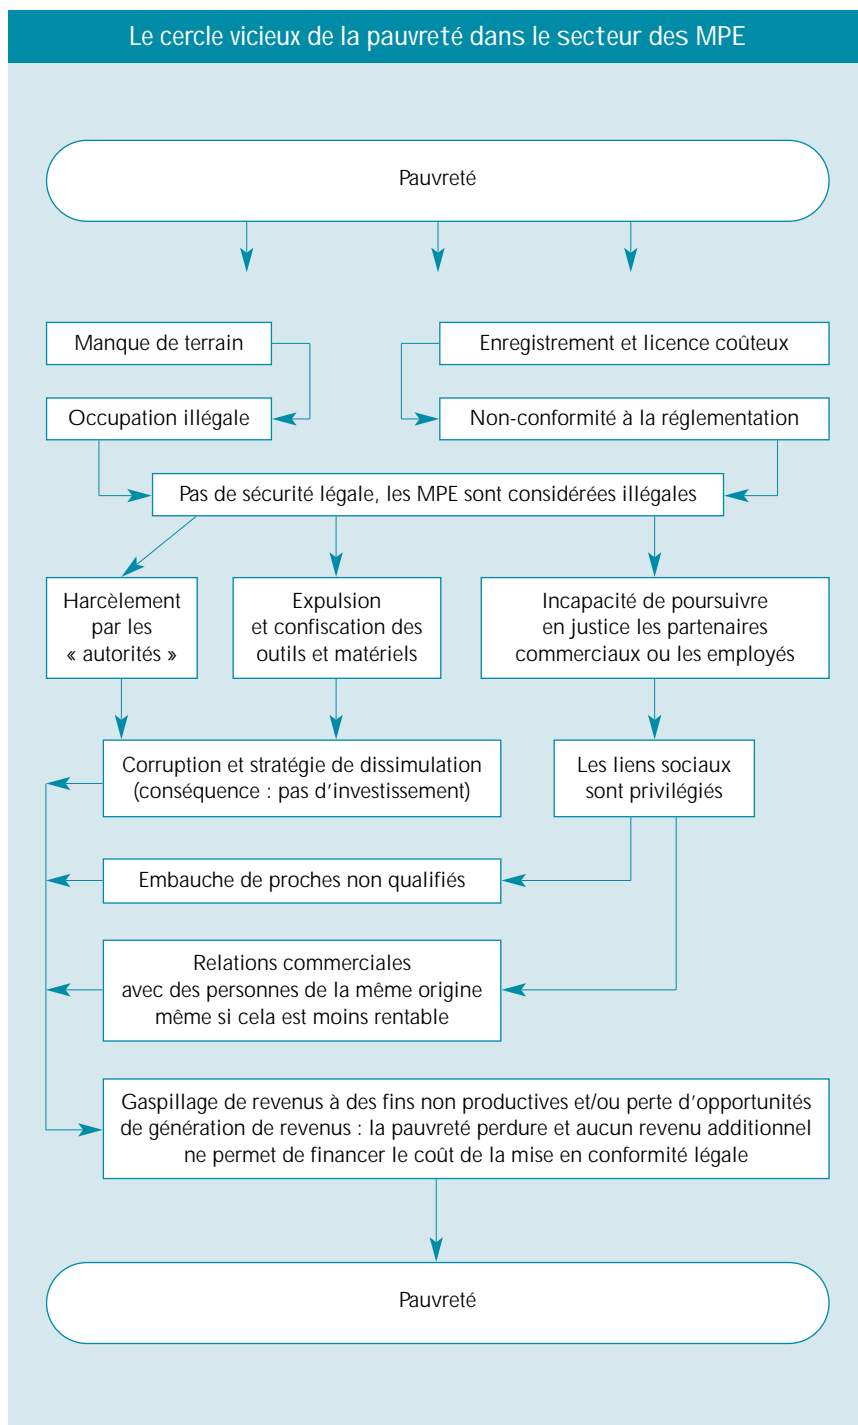 Le cercle vicieux de la pauvreté dans le secteur des MPE
Pauvreté
Manque de terrain
Enregistrement et licence coûteux
Occupation illégale
Non-conformité à la réglementation
Pas de sécurité légale, les MPE sont considérées illégales
Harcèlement
par les
« autorités »
Expulsion
et confiscation des
outils et matériels
Incapacité de poursuivre
en justice les partenaires
commerciaux ou les employés
Corruption et stratégie de dissimulation
(conséquence : pas d'investissement)
Les liens sociaux
sont privilégiés
Embauche de proches non qualifiés
Relations commerciales
avec des personnes de la même origine
même si cela est moins rentable
Gaspillage de revenus à des fins non productives et/ou perte d'opportunités
de génération de revenus : la pauvreté perdure et aucun revenu additionnel
ne permet de financer le coût de la mise en conformité légale
Pauvreté